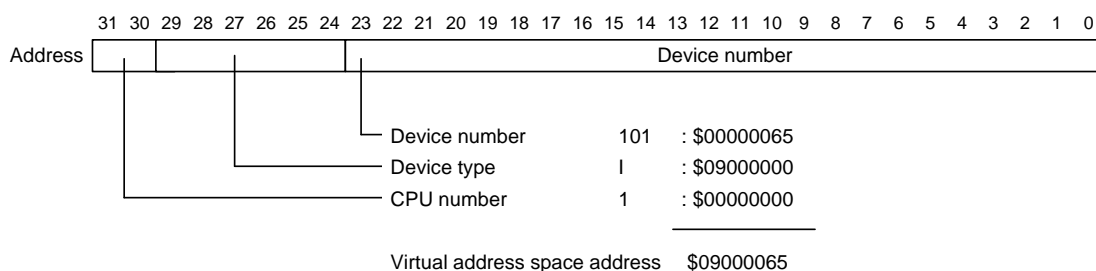 31 30 29 28 27 26 25 24 23 22 21 20 19 18 17 16 15 14 13 12 11 10 9 8 7 6 5 4 3 2 1 0
Address Device number
Device number 101 : $00000065
Device type I : $09000000
CPU number 1 : $00000000
Virtual address space address $09000065